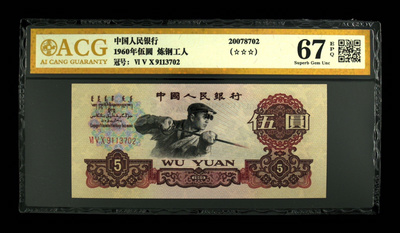 ACG
AI CANG GUARANTY
中国人民银行
1960年伍圆 炼钢工人
冠号: VI V X 9113702
20078702
(☆☆☆)
67 EPQ
Superb Gem Unc
中国人民银行
VI V X 9113702
伍圓
WU YUAN
5
5